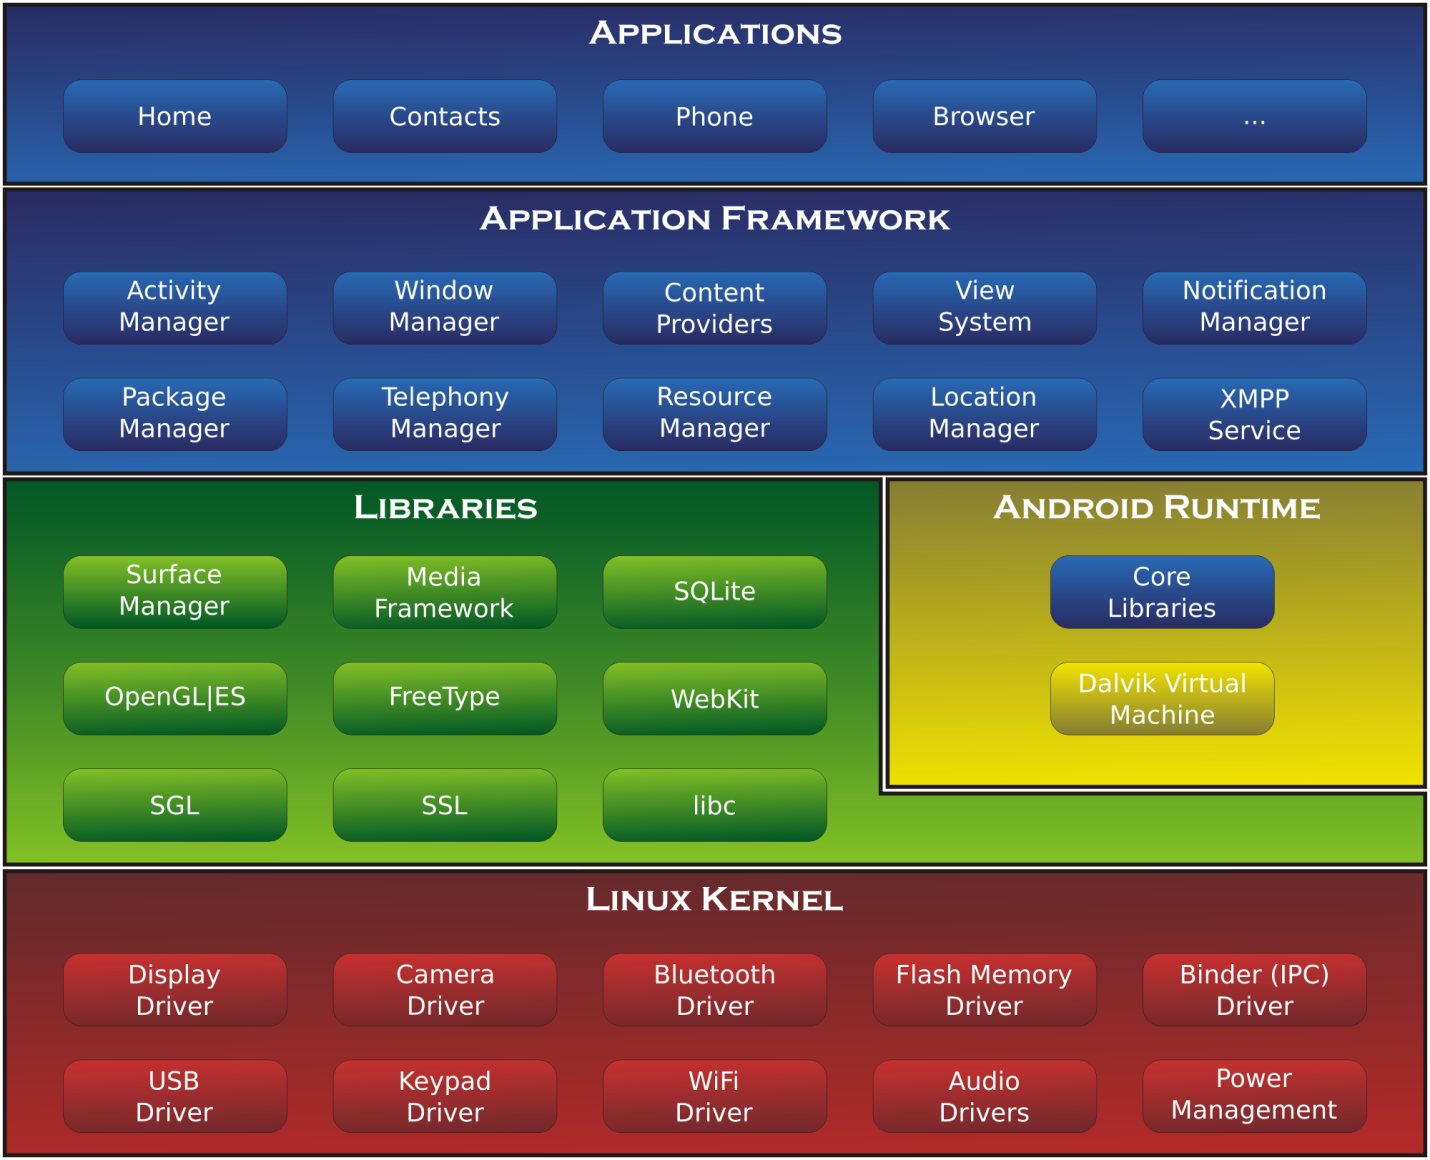 APPLICATIONS
Home
Contacts
Phone
Browser
...
APPLICATION FRAMEWORK
Activity
Manager
Window
Manager
Content
Providers
View
System
Notification
Manager
Package
Manager
Telephony
Manager
Resource
Manager
Location
Manager
XMPP
Service
LIBRARIES
Surface
Manager
Media
Framework
SQLite
OpenGL|ES
FreeType
WebKit
SGL
SSL
libc
ANDROID RUNTIME
Core
Libraries
Dalvik Virtual
Machine
LINUX KERNEL
Display
Driver
Camera
Driver
Bluetooth
Driver
Flash Memory
Driver
Binder (IPC)
Driver
USB
Driver
Keypad
Driver
WiFi
Driver
Audio
Drivers
Power
Management